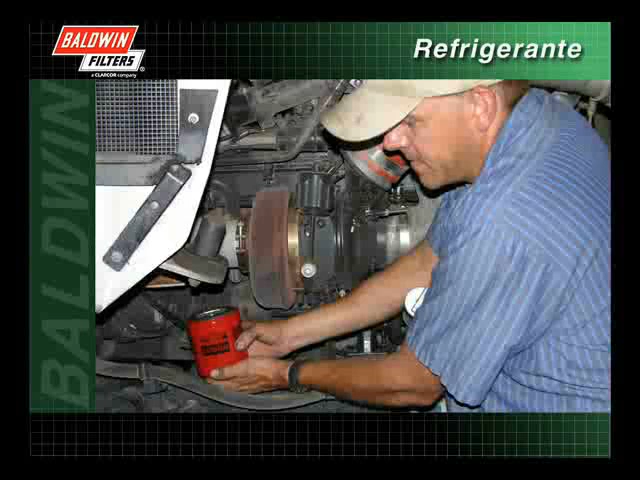 BALDWIN
FILTERS
a CLARCOR company
Refrigerante
BALDWIN